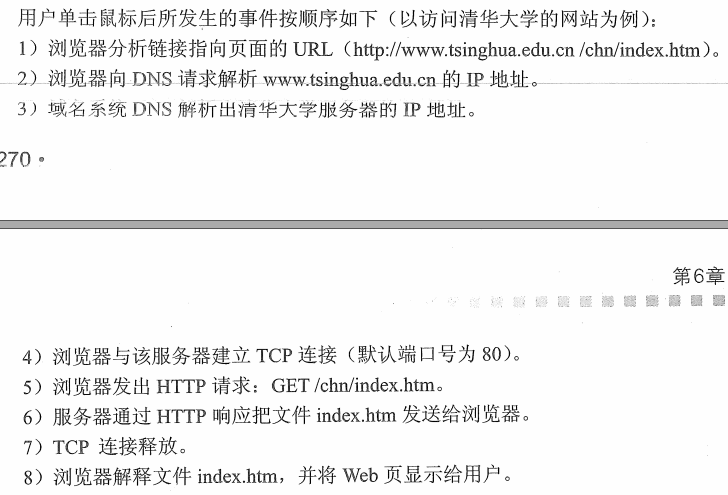 用户单击鼠标后所发生的事件按顺序如下（以访问清华大学的网站为例）：
1）浏览器分析链接指向页面的 URL（http://www.tsinghua.edu.cn /chn/index.htm）。
2）浏览器向 DNS 请求解析 www.tsinghua.edu.cn 的 IP 地址。
3）域名系统 DNS 解析出清华大学服务器的 IP 地址。
270 •
第6章
4）浏览器与该服务器建立 TCP 连接（默认端口号为 80）。
5）浏览器发出 HTTP 请求：GET /chn/index.htm。
6）服务器通过 HTTP 响应把文件 index.htm 发送给浏览器。
7）TCP 连接释放。
8）浏览器解释文件 index.htm，并将 Web 页显示给用户。